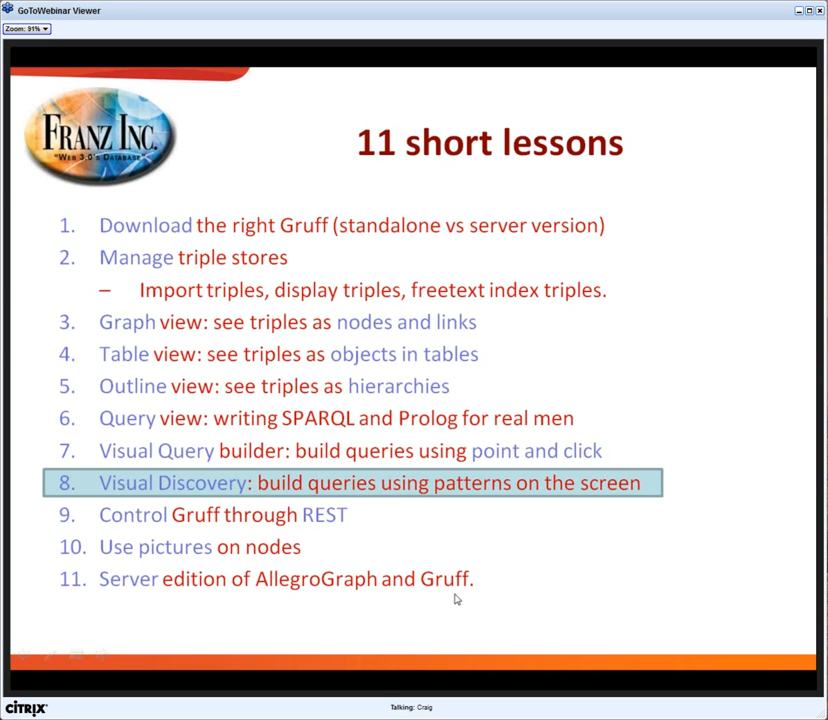 GoToWebinar Viewer
Zoom: 91%
FRANZ INC.
"WEB 3.0'S DATABASE"
11 short lessons
1. Download the right Gruff (standalone vs server version)
2. Manage triple stores
– Import triples, display triples, freetext index triples.
3. Graph view: see triples as nodes and links
4. Table view: see triples as objects in tables
5. Outline view: see triples as hierarchies
6. Query view: writing SPARQL and Prolog for real men
7. Visual Query builder: build queries using point and click
8. Visual Discovery: build queries using patterns on the screen
9. Control Gruff through REST
10. Use pictures on nodes
11. Server edition of AllegroGraph and Gruff.
CITRIX
Talking: Craig